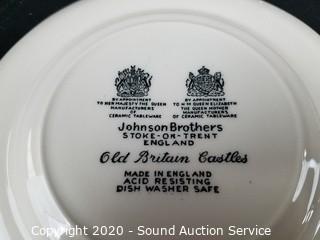 BY APPOINTMENT
TO HER MAJESTY THE QUEEN
MANUFACTURERS
OF CERAMIC TABLEWARE
BY APPOINTMENT
TO H M QUEEN ELIZABETH
THE QUEEN MOTHER
MANUFACTURERS
OF CERAMIC TABLEWARE
Johnson Brothers
STOKE-ON-TRENT
ENGLAND
Old Britain Castles
MADE IN ENGLAND
ACID RESISTING
DISH WASHER SAFE
Copyright 2020 - Sound Auction Service